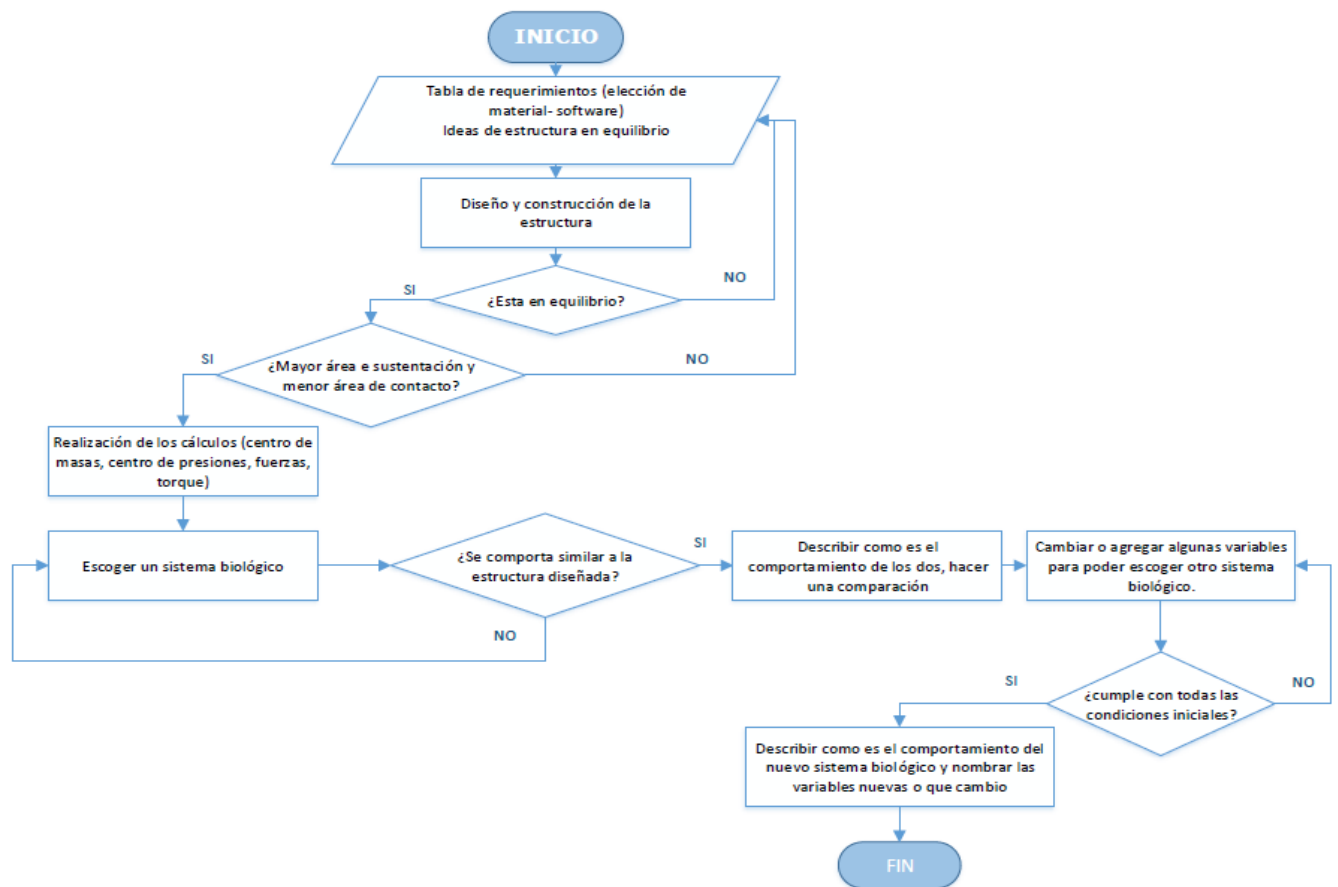 INICIO
Tabla de requerimientos (elección de
material- software)
Ideas de estructura en equilibrio
Diseño y construcción de la
estructura
NO
SI
¿Esta en equilibrio?
SI
NO
¿Mayor área e sustentación y
menor área de contacto?
Realización de los cálculos (centro de
masas, centro de presiones, fuerzas,
torque)
Escoger un sistema biológico
¿Se comporta similar a la
estructura diseñada?
SI
NO
Describir como es el
comportamiento de los dos, hacer
una comparación
Cambiar o agregar algunas variables
para poder escoger otro sistema
biológico.
SI
NO
¿cumple con todas las
condiciones iniciales?
Describir como es el comportamiento del
nuevo sistema biológico y nombrar las
variables nuevas o que cambio
FIN